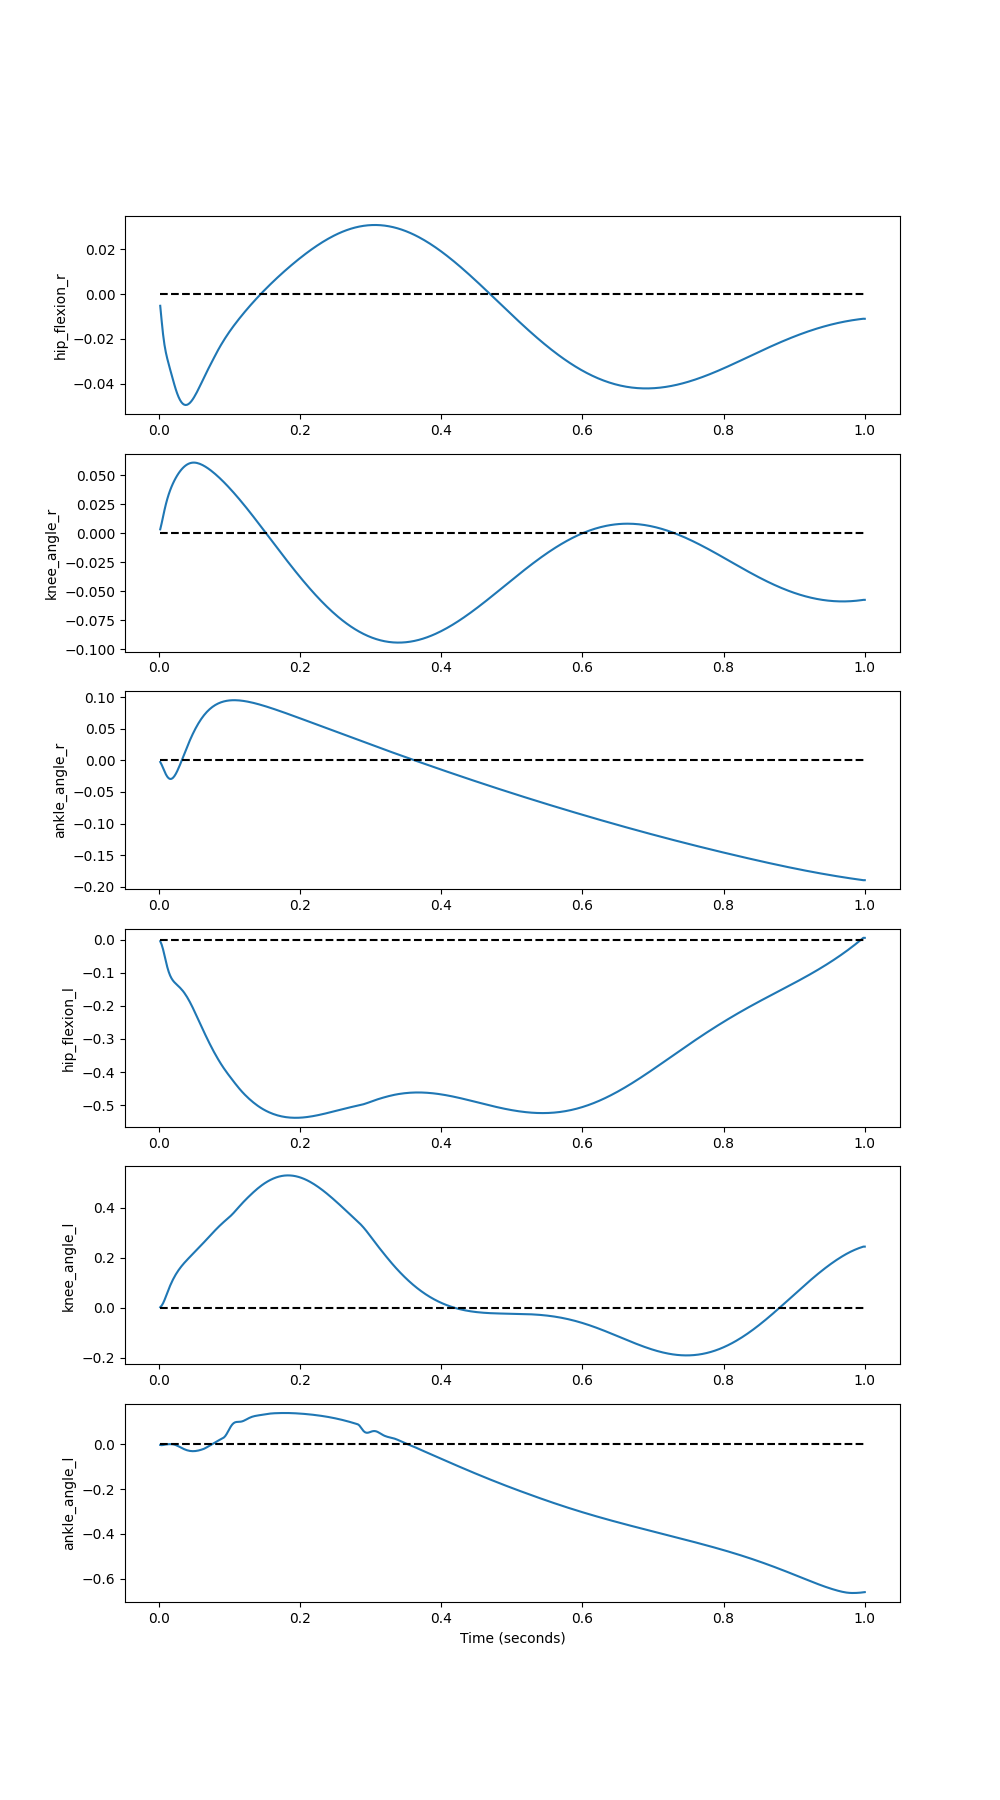 0.02
0.00
−0.02
−0.04
hip_flexion_r
0.0 0.2 0.4 0.6 0.8 1.0
0.050
0.025
0.000
−0.025
−0.050
−0.075
−0.100
knee_angle_r
0.0 0.2 0.4 0.6 0.8 1.0
0.10
0.05
0.00
−0.05
−0.10
−0.15
−0.20
ankle_angle_r
0.0 0.2 0.4 0.6 0.8 1.0
0.0
−0.1
−0.2
−0.3
−0.4
−0.5
hip_flexion_l
0.0 0.2 0.4 0.6 0.8 1.0
0.4
0.2
0.0
−0.2
knee_angle_l
0.0 0.2 0.4 0.6 0.8 1.0
0.0
−0.2
−0.4
−0.6
ankle_angle_l
0.0 0.2 0.4 0.6 0.8 1.0
Time (seconds)